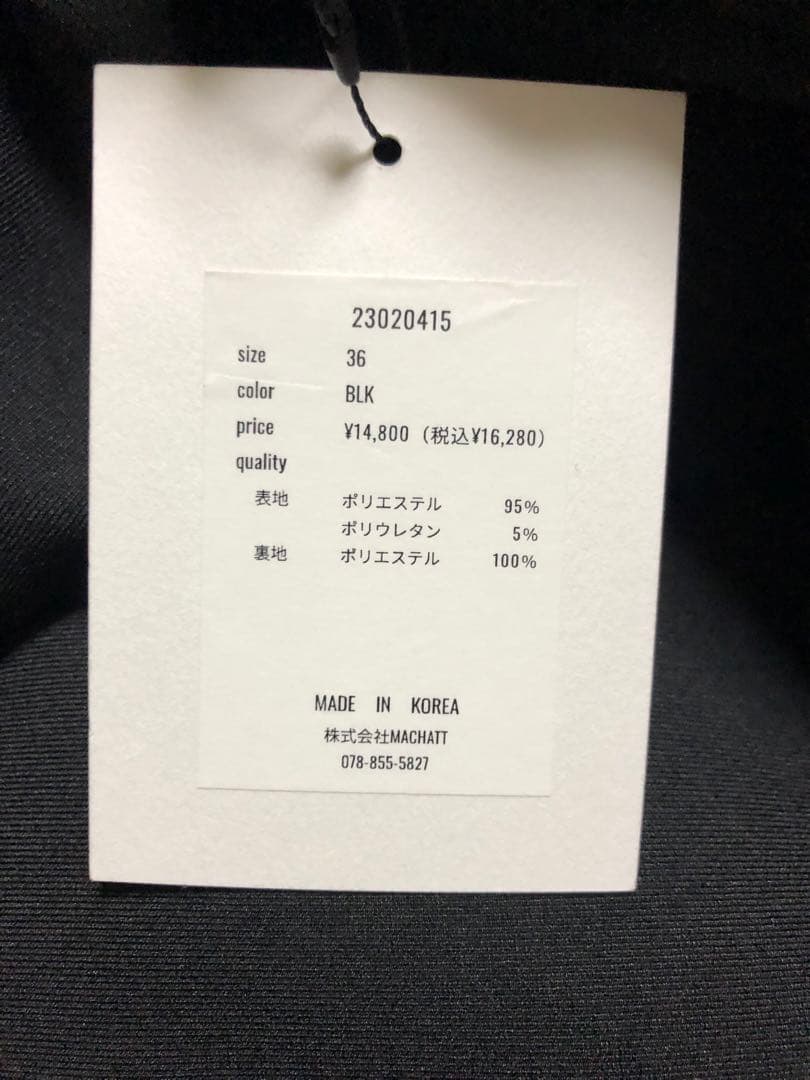 23020415
size 36
color BLK
price ¥14,800（税込¥16,280）
quality
表地 ポリエステル 95%
ポリウレタン 5%
裏地 ポリエステル 100%
MADE IN KOREA
株式会社MACHATT
078-855-5827